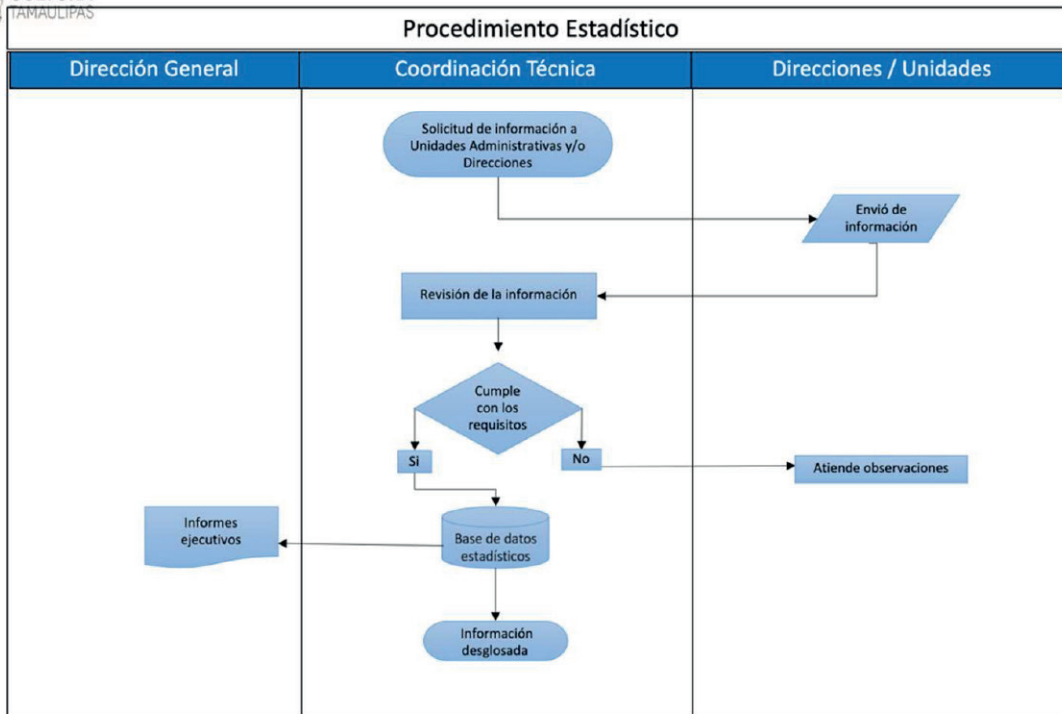 TAMAULIPAS
Procedimiento Estadístico
Dirección General
Coordinación Técnica
Direcciones / Unidades
Solicitud de información a
Unidades Administrativas y/o
Direcciones
Envió de
información
Revisión de la información
Cumple
con los
requisitos
Si
No
Atiende observaciones
Informes
ejecutivos
Base de datos
estadísticos
Información
desglosada